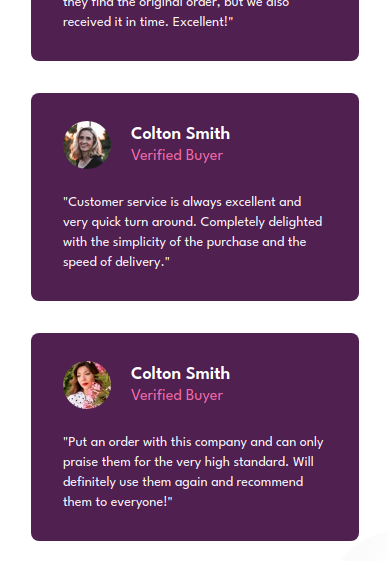 they find the original order, but we also
received it in time. Excellent!"
Colton Smith
Verified Buyer
"Customer service is always excellent and
very quick turn around. Completely delighted
with the simplicity of the purchase and the
speed of delivery."
Colton Smith
Verified Buyer
"Put an order with this company and can only
praise them for the very high standard. Will
definitely use them again and recommend
them to everyone!"